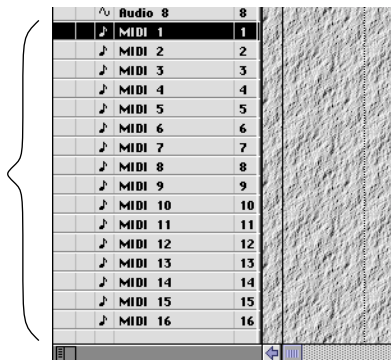 Audio 8 8
MIDI 1 1
MIDI 2 2
MIDI 3 3
MIDI 4 4
MIDI 5 5
MIDI 6 6
MIDI 7 7
MIDI 8 8
MIDI 9 9
MIDI 10 10
MIDI 11 11
MIDI 12 12
MIDI 13 13
MIDI 14 14
MIDI 15 15
MIDI 16 16